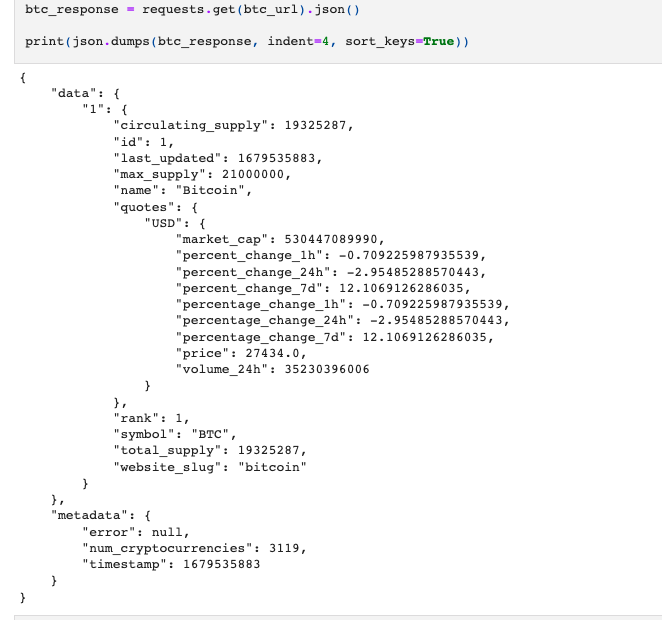 btc_response = requests.get(btc_url).json()
print(json.dumps(btc_response, indent=4, sort_keys=True))
{
    "data": {
        "1": {
            "circulating_supply": 19325287,
            "id": 1,
            "last_updated": 1679535883,
            "max_supply": 21000000,
            "name": "Bitcoin",
            "quotes": {
                "USD": {
                    "market_cap": 530447089990,
                    "percent_change_1h": -0.709225987935539,
                    "percent_change_24h": -2.95485288570443,
                    "percent_change_7d": 12.1069126286035,
                    "percentage_change_1h": -0.709225987935539,
                    "percentage_change_24h": -2.95485288570443,
                    "percentage_change_7d": 12.1069126286035,
                    "price": 27434.0,
                    "volume_24h": 35230396006
                }
            },
            "rank": 1,
            "symbol": "BTC",
            "total_supply": 19325287,
            "website_slug": "bitcoin"
        }
    },
    "metadata": {
        "error": null,
        "num_cryptocurrencies": 3119,
        "timestamp": 1679535883
    }
}